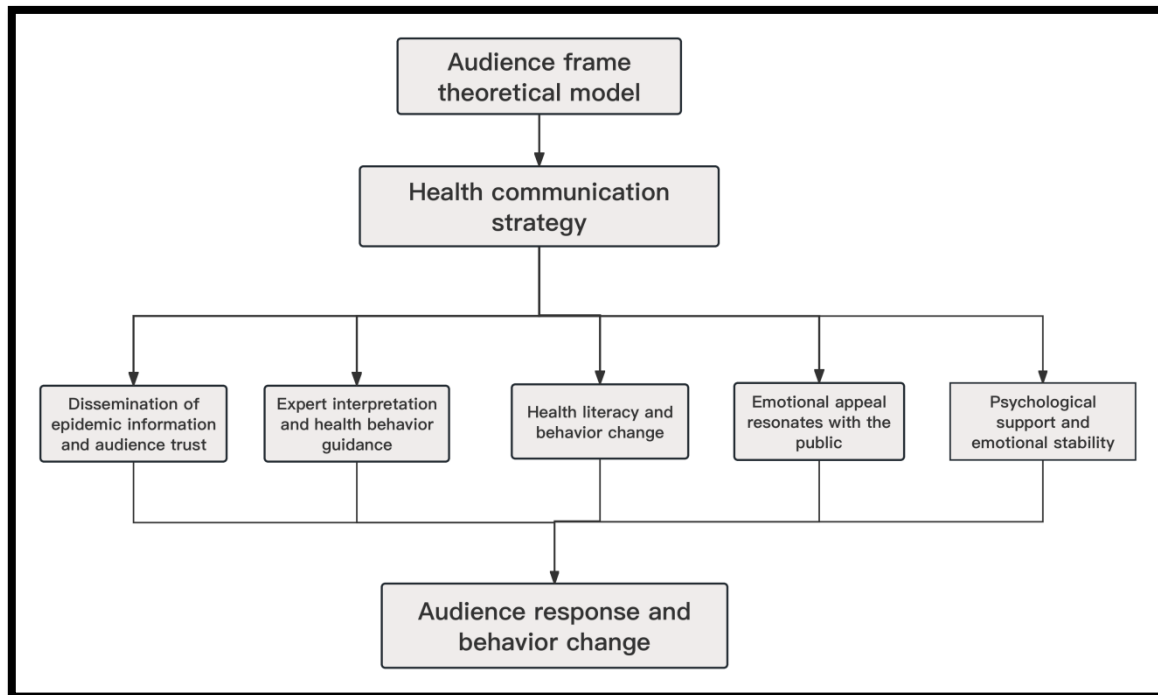 Audience frame
theoretical model
Health communication
strategy
Dissemination of
epidemic information
and audience trust
Expert interpretation
and health behavior
guidance
Health literacy and
behavior change
Emotional appeal
resonates with the
public
Psychological
support and
emotional stability
Audience response and
behavior change